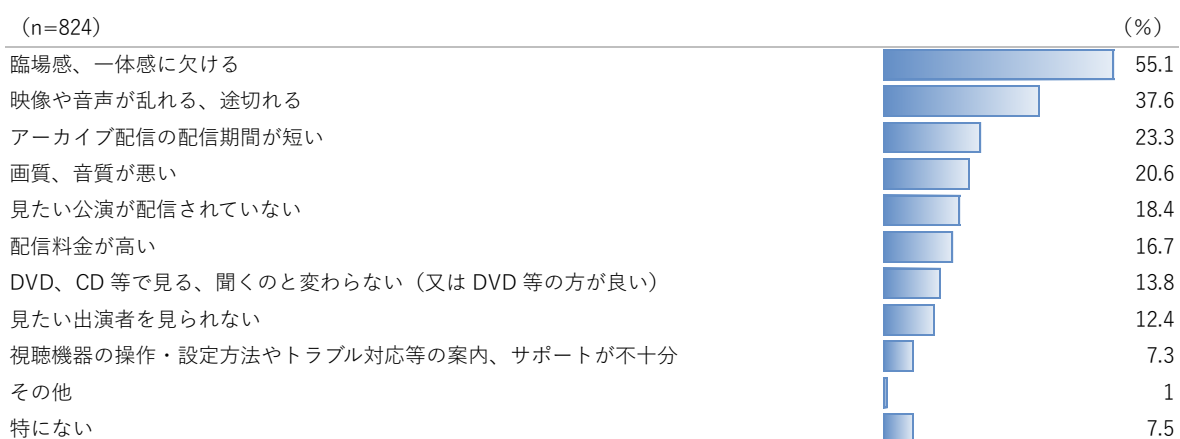 （n=824） （%）
臨場感、一体感に欠ける 55.1
映像や音声が乱れる、途切れる 37.6
アーカイブ配信の配信期間が短い 23.3
画質、音質が悪い 20.6
見たい公演が配信されていない 18.4
配信料金が高い 16.7
DVD、CD 等で見る、聞くのと変わらない（又は DVD 等の方が良い） 13.8
見たい出演者を見られない 12.4
視聴機器の操作・設定方法やトラブル対応等の案内、サポートが不十分 7.3
その他 1
特にない 7.5